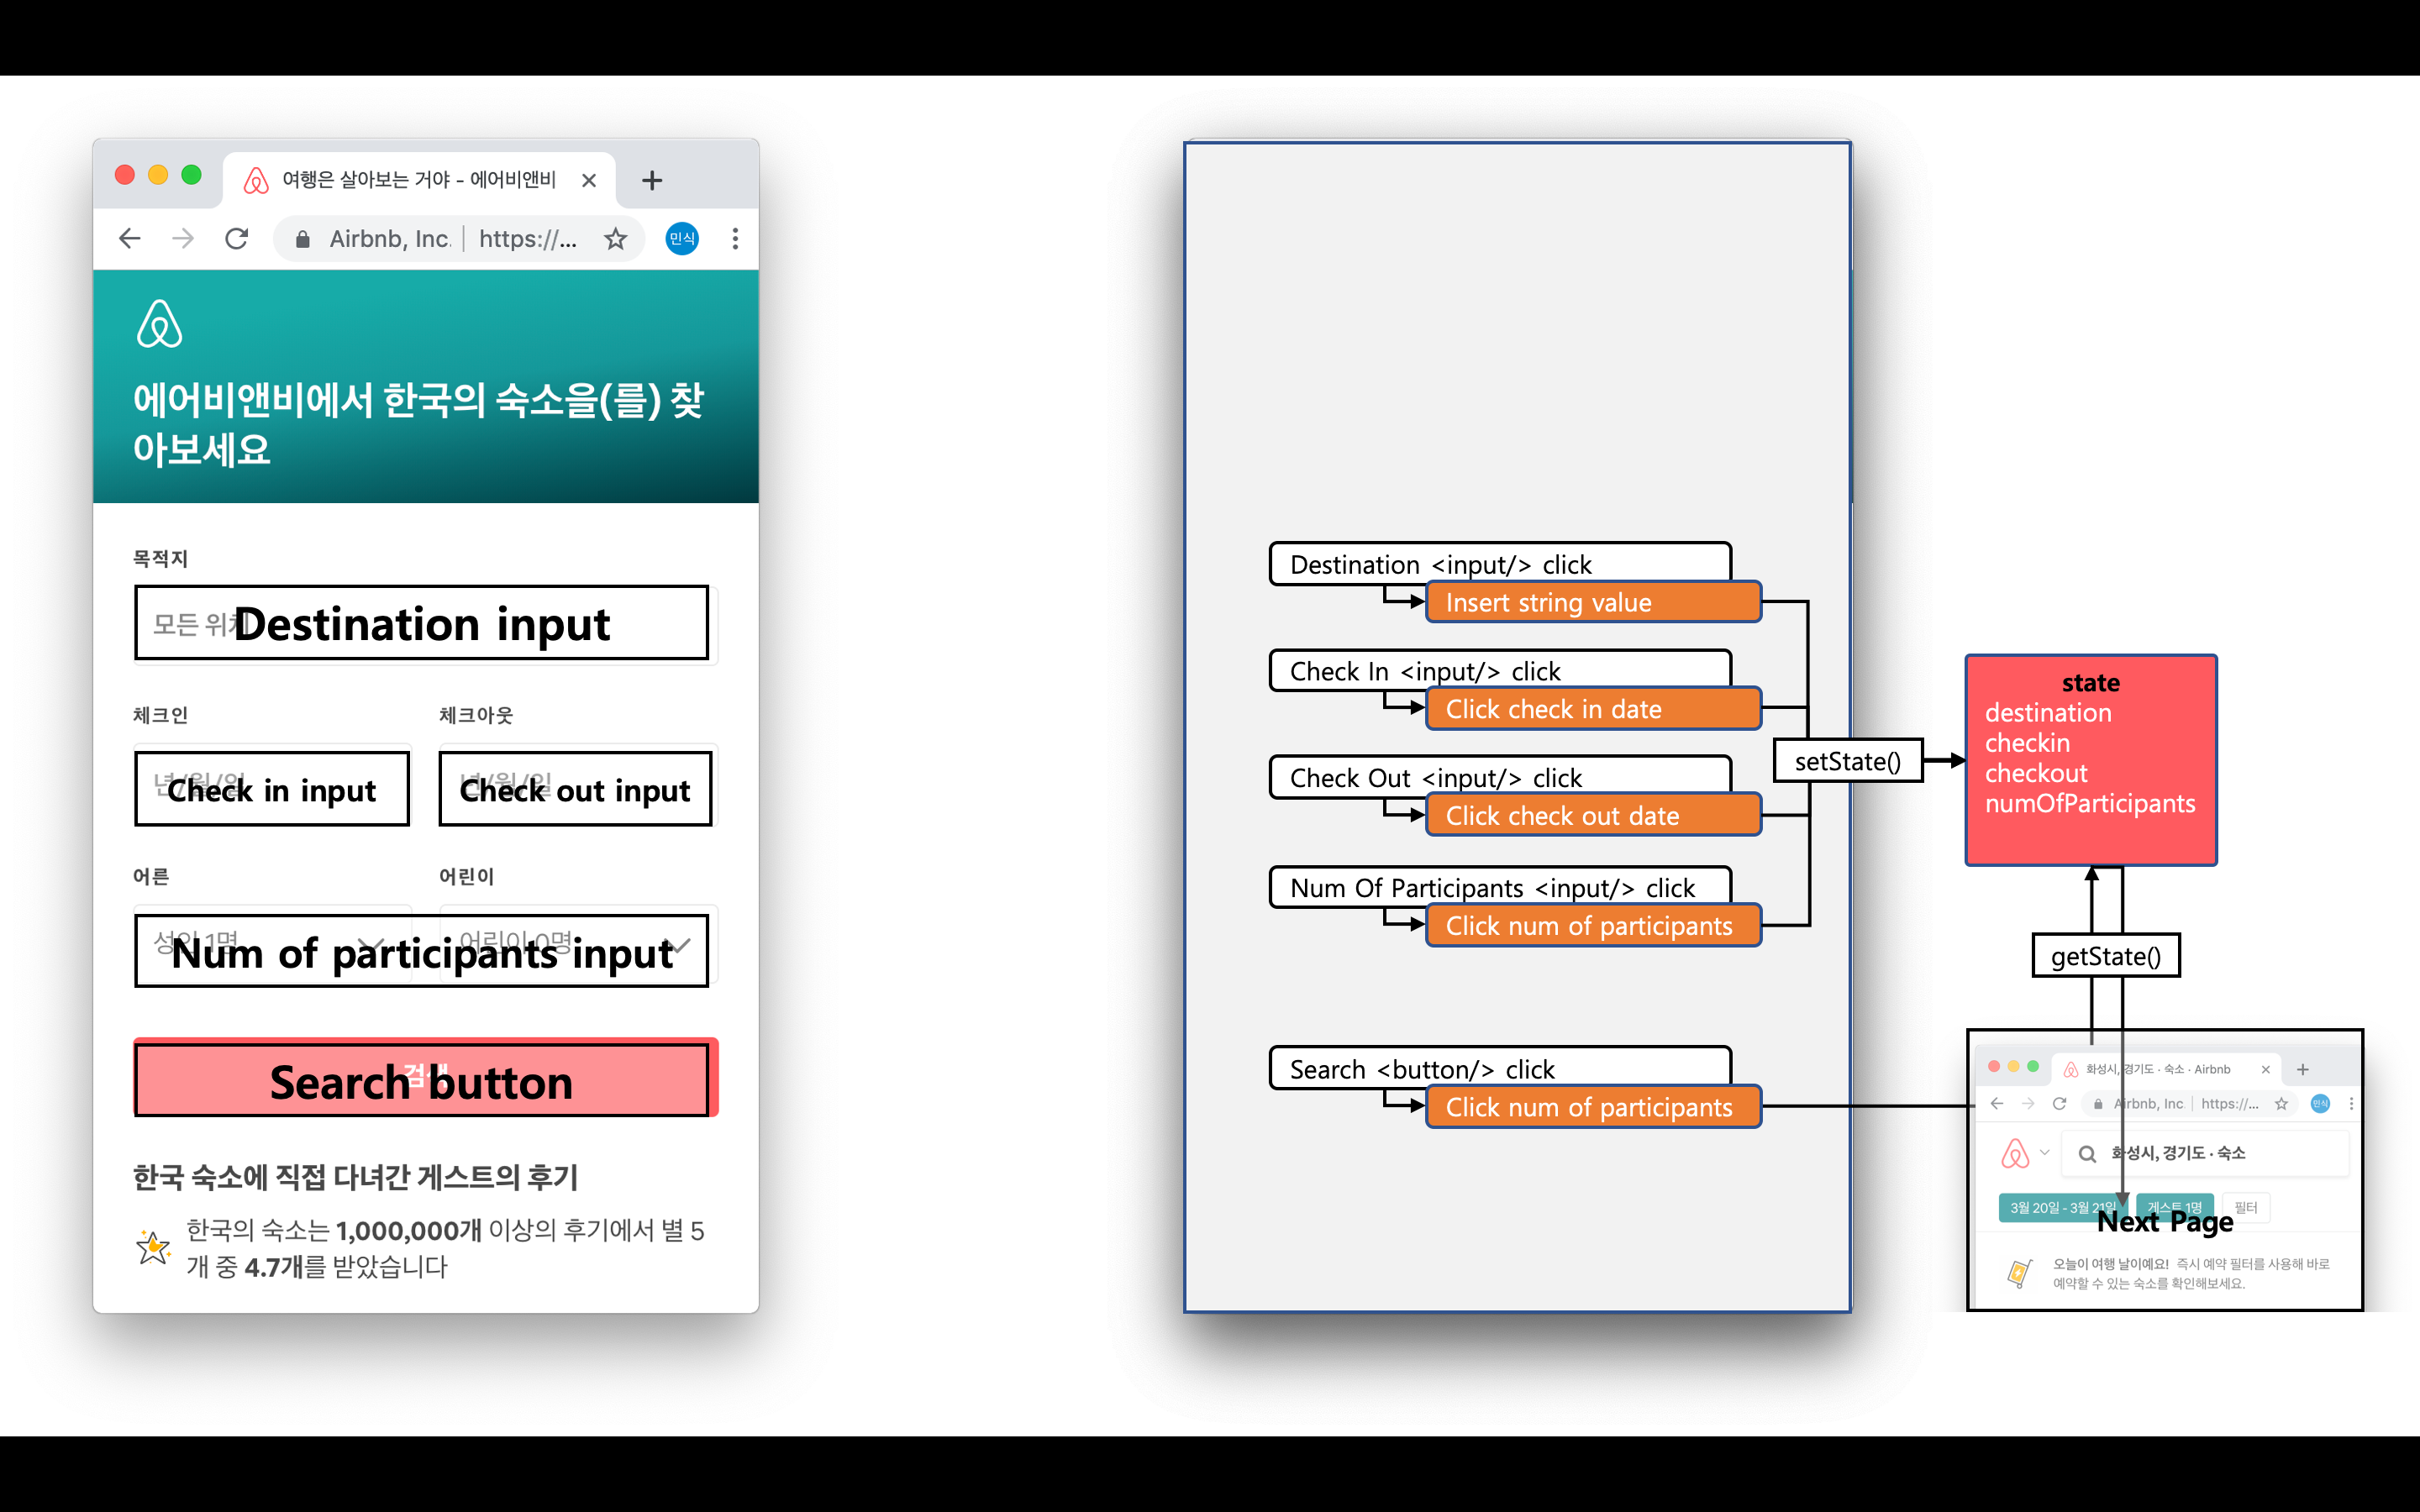 여행은 살아보는 거야 - 에어비앤비
Airbnb, Inc. | https://...
민식
에어비앤비에서 한국의 숙소을(를) 찾
아보세요
목적지
모든 위치
Destination input
체크인 체크아웃
년/월/일 년/월/일
Check in input Check out input
어른 어린이
성인 1명 어린이 0명
Num of participants input
검색
Search button
한국 숙소에 직접 다녀간 게스트의 후기
한국의 숙소는 1,000,000개 이상의 후기에서 별 5
개 중 4.7개를 받았습니다
Destination <input/> click
Insert string value
Check In <input/> click
Click check in date
Check Out <input/> click
Click check out date
Num Of Participants <input/> click
Click num of participants
Search <button/> click
Click num of participants
setState()
state
destination
checkin
checkout
numOfParticipants
getState()
화성시, 경기도 · 숙소 · Airbnb
Airbnb, Inc. | https://...
민식
화성시, 경기도 · 숙소
3월 20일 - 3월 21일 게스트 1명 필터
Next Page
오늘이 여행 날이예요! 즉시 예약 필터를 사용해 바로
예약할 수 있는 숙소를 확인해보세요.